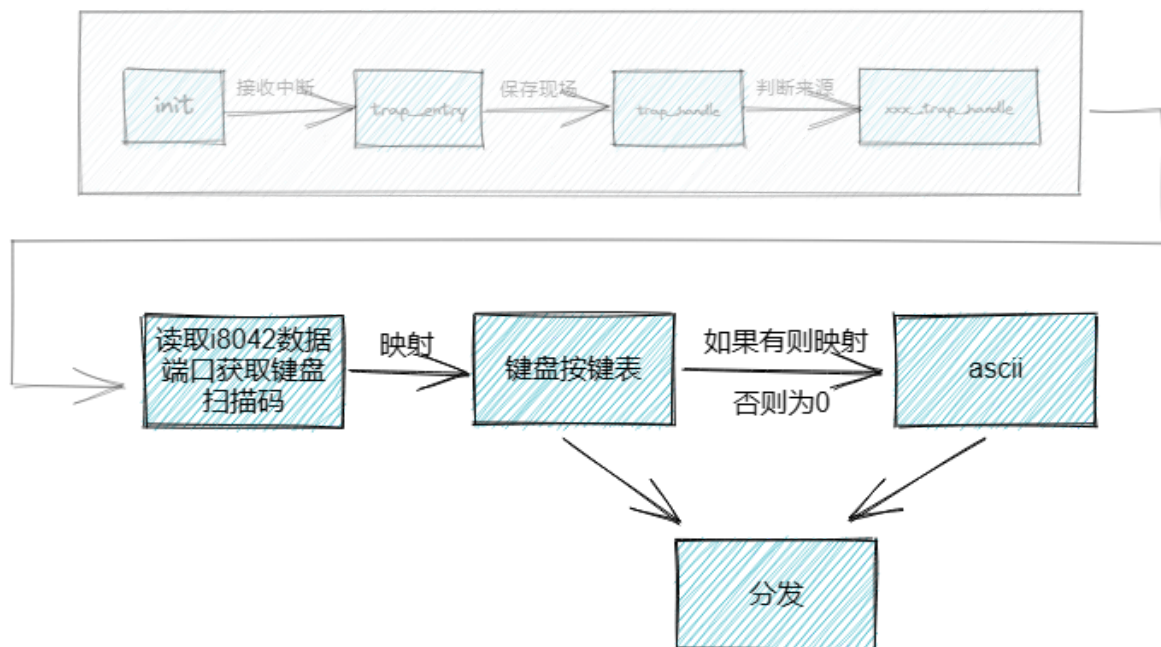 init
接收中断
trap_entry
保存现场
trap_handle
判断来源
xxx_trap_handle
读取i8042数据
端口获取键盘
扫描码
映射
键盘按键表
如果有则映射
否则为0
ascii
分发